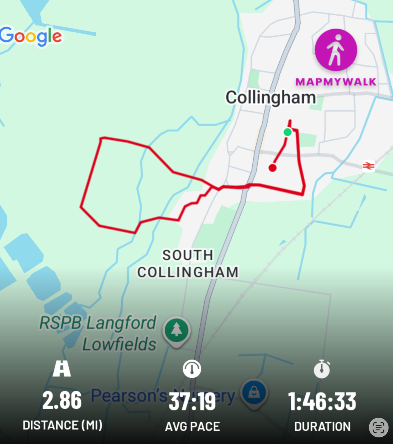 Google
MAPMYWALK
Collingham
SOUTH
COLLINGHAM
RSPB Langford
Lowfields
Pearson's
2.86
37:19
1:46:33
DISTANCE (MI)
AVG PACE
DURATION